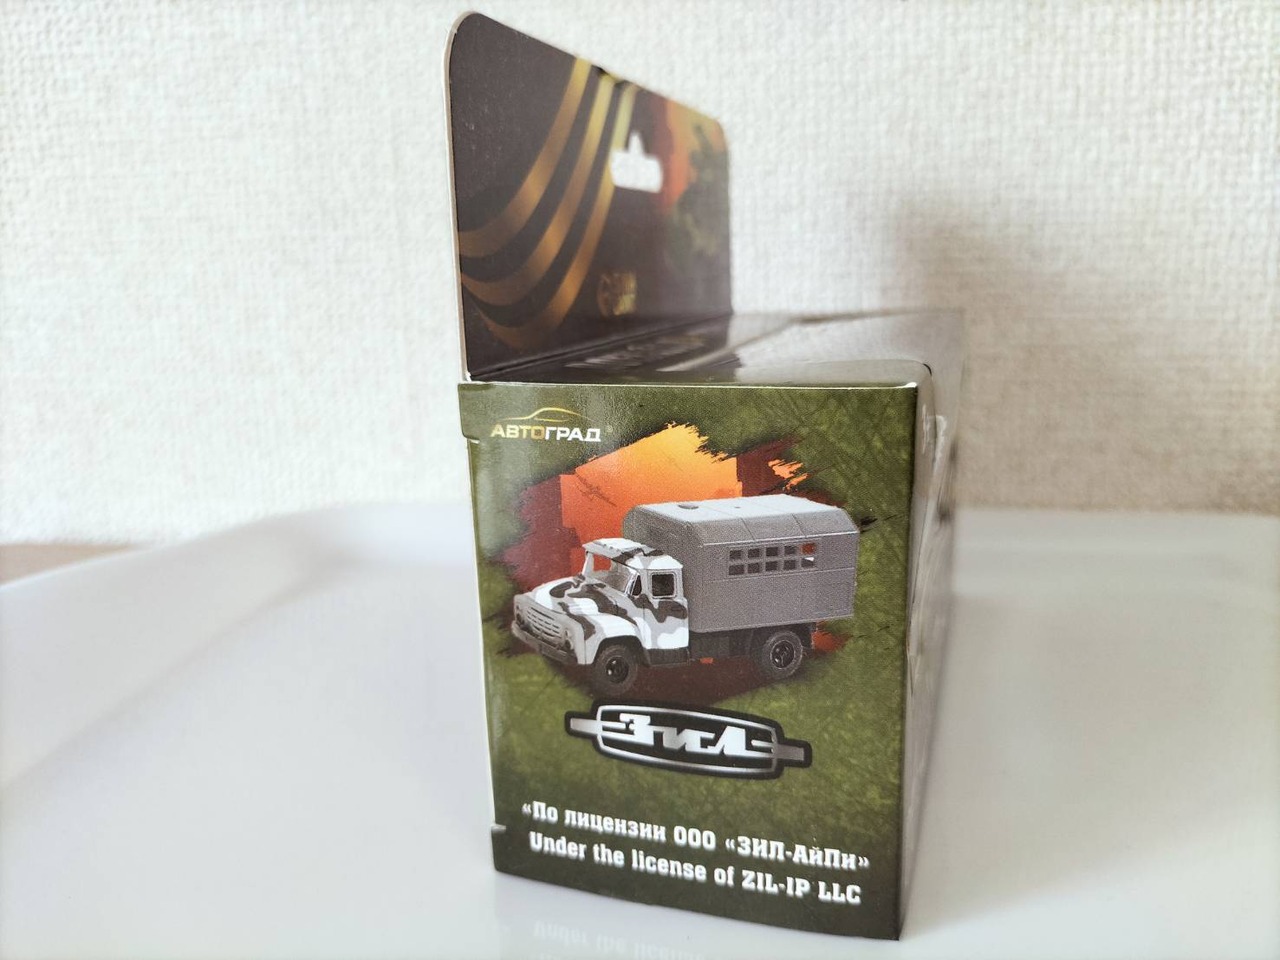 АВТОГРАД
ЗИЛ
«По лицензии ООО «ЗИЛ-АйПи»
Under the license of ZIL-IP LLC